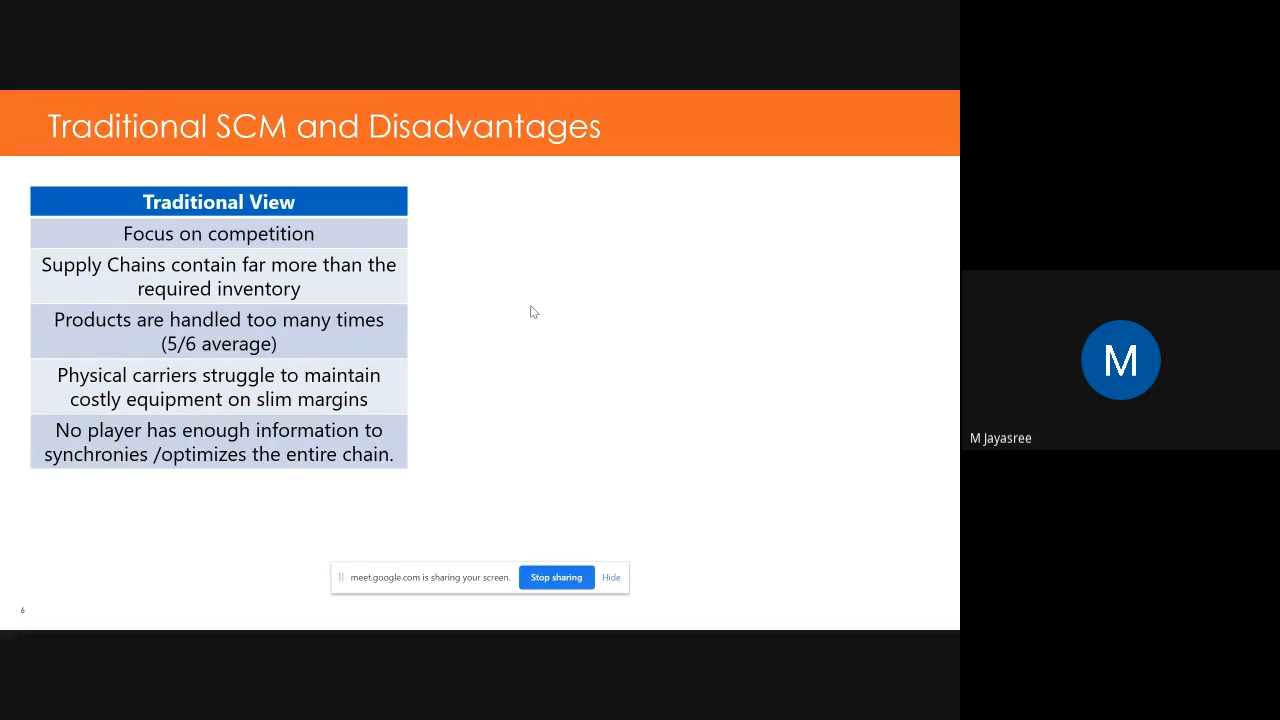 Traditional SCM and Disadvantages
Traditional View
Focus on competition
Supply Chains contain far more than the
required inventory
Products are handled too many times
(5/6 average)
Physical carriers struggle to maintain
costly equipment on slim margins
No player has enough information to
synchronies /optimizes the entire chain.
M
M Jayasree
meet.google.com is sharing your screen.
Stop sharing
Hide
6